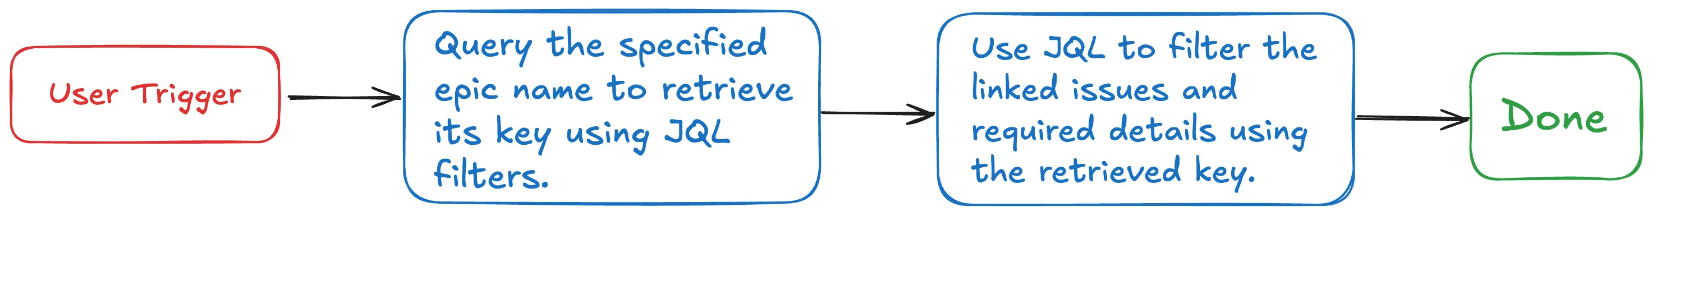 User Trigger
Query the specified
epic name to retrieve
its key using JQL
filters.
Use JQL to filter the
linked issues and
required details using
the retrieved key.
Done